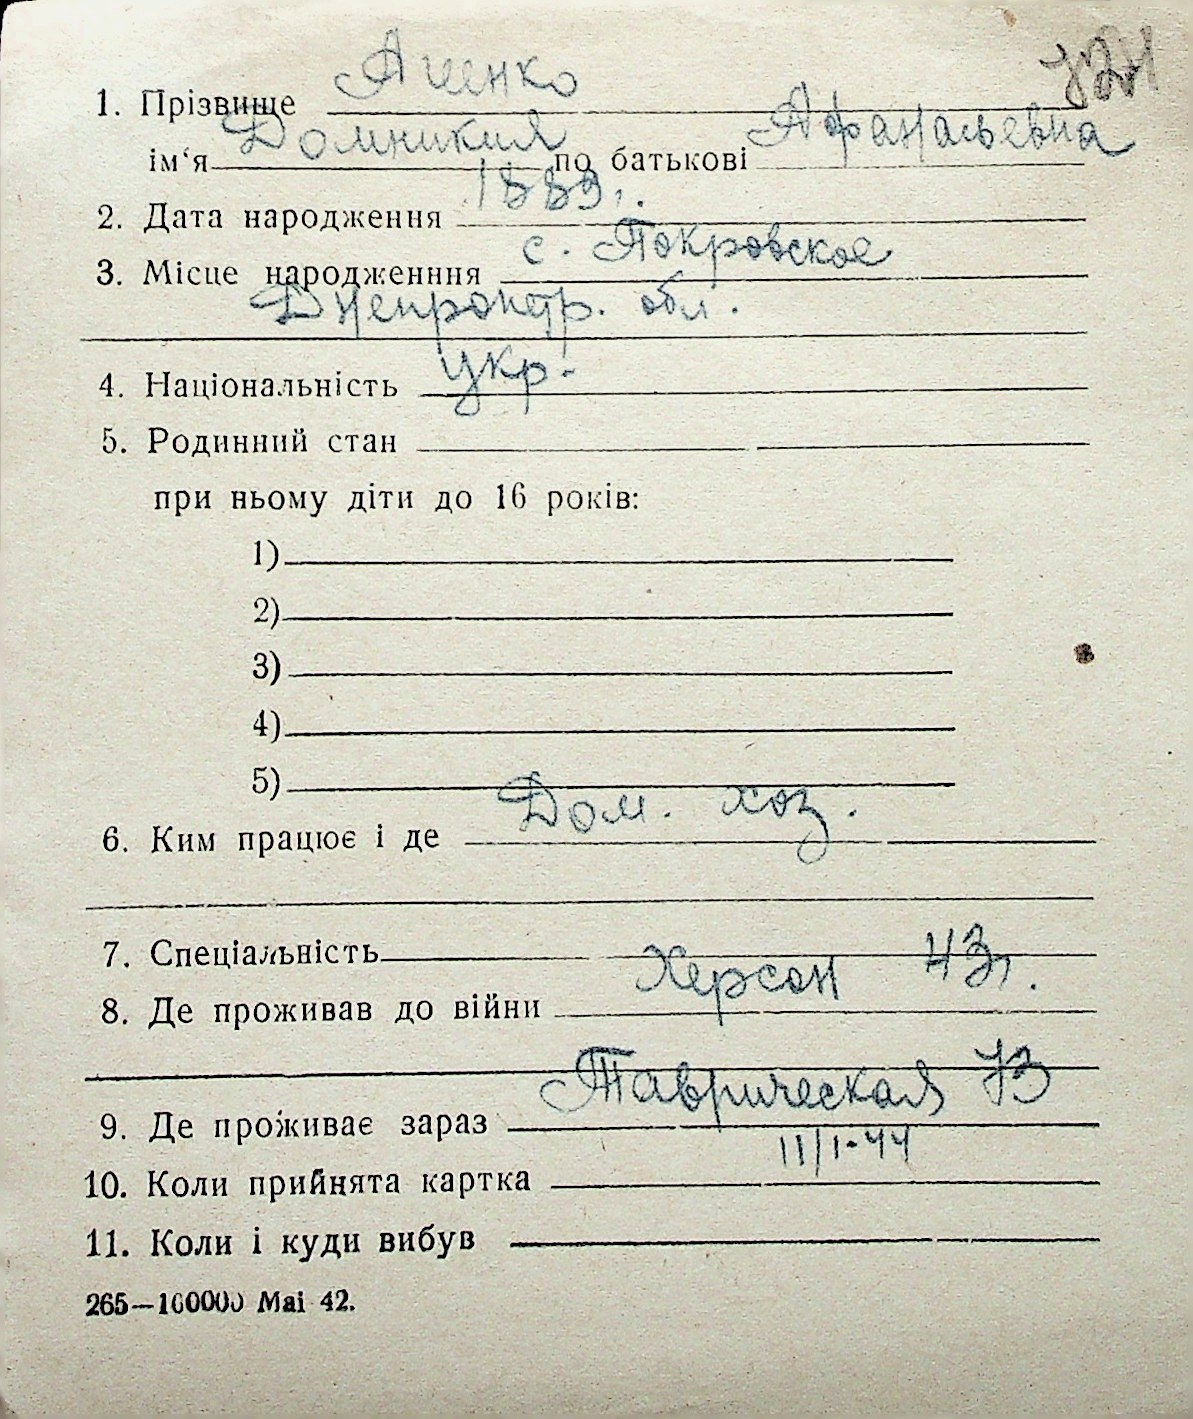 1. Прізвище Яценко
ім‘я Домникия по батькові Афанасьевна
2. Дата народження 1889.
3. Місце народженння с. Покровское
Днепропетр. обл.
4. Національність укр.
5. Родинний стан
при ньому діти до 16 років:
1)
2)
3)
4)
5)
6. Ким працює і де Дом. хоз.
7. Спеціальність
8. Де проживав до війни Херсон 43г.
9. Де проживає зараз Таврическая 73
10. Коли прийнята картка 11/1-44
11. Коли і куди вибув
265—100000 Mai 42.